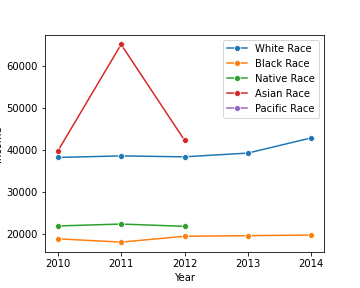 White Race
Black Race
Native Race
Asian Race
Pacific Race
60000
50000
40000
30000
20000
2010 2011 2012 2013 2014
Year